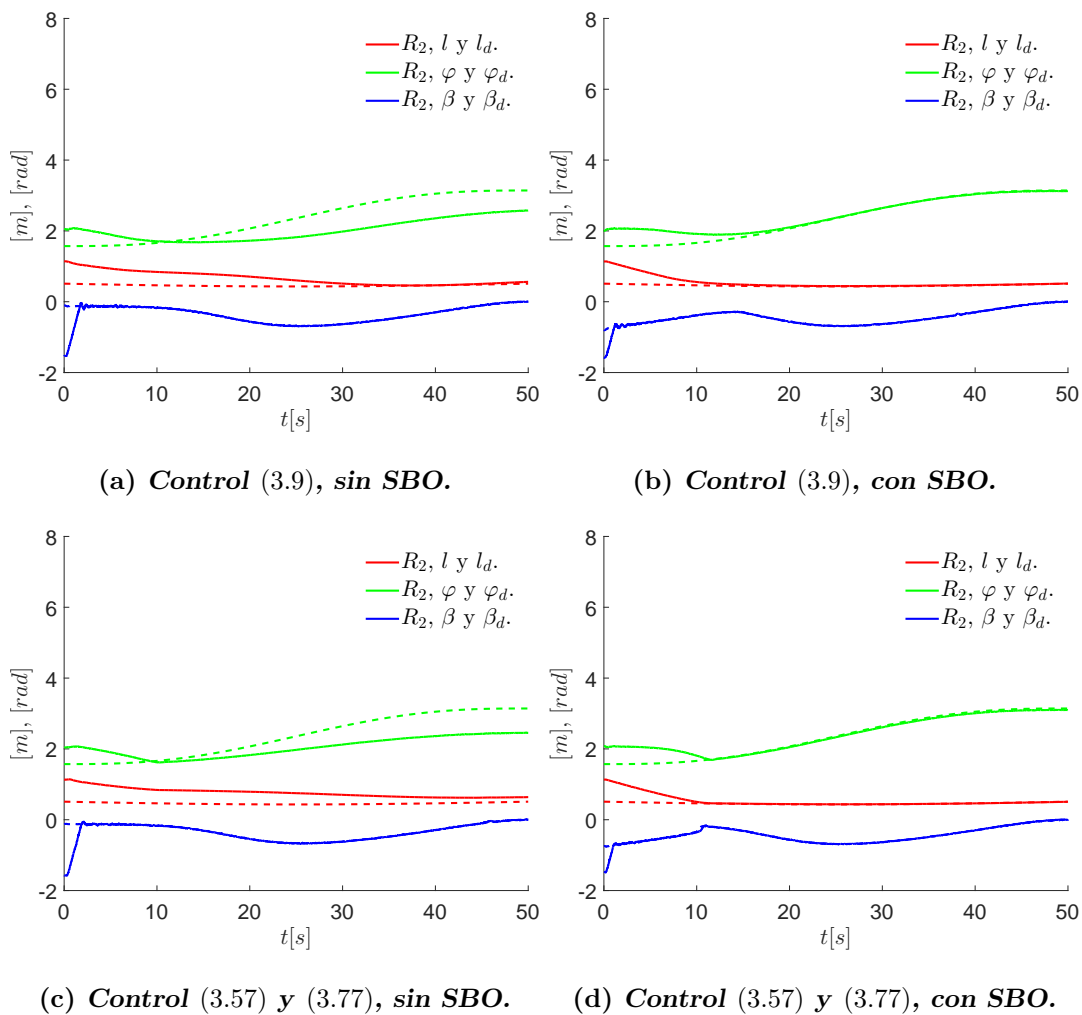 8
6
4
2
0
-2
[m], [rad]
R₂, l y l_d.
R₂, φ y φ_d.
R₂, β y β_d.
0 10 20 30 40 50
t[s]
(a) Control (3.9), sin SBO.
8
6
4
2
0
-2
[m], [rad]
R₂, l y l_d.
R₂, φ y φ_d.
R₂, β y β_d.
0 10 20 30 40 50
t[s]
(b) Control (3.9), con SBO.
8
6
4
2
0
-2
[m], [rad]
R₂, l y l_d.
R₂, φ y φ_d.
R₂, β y β_d.
0 10 20 30 40 50
t[s]
(c) Control (3.57) y (3.77), sin SBO.
8
6
4
2
0
-2
[m], [rad]
R₂, l y l_d.
R₂, φ y φ_d.
R₂, β y β_d.
0 10 20 30 40 50
t[s]
(d) Control (3.57) y (3.77), con SBO.